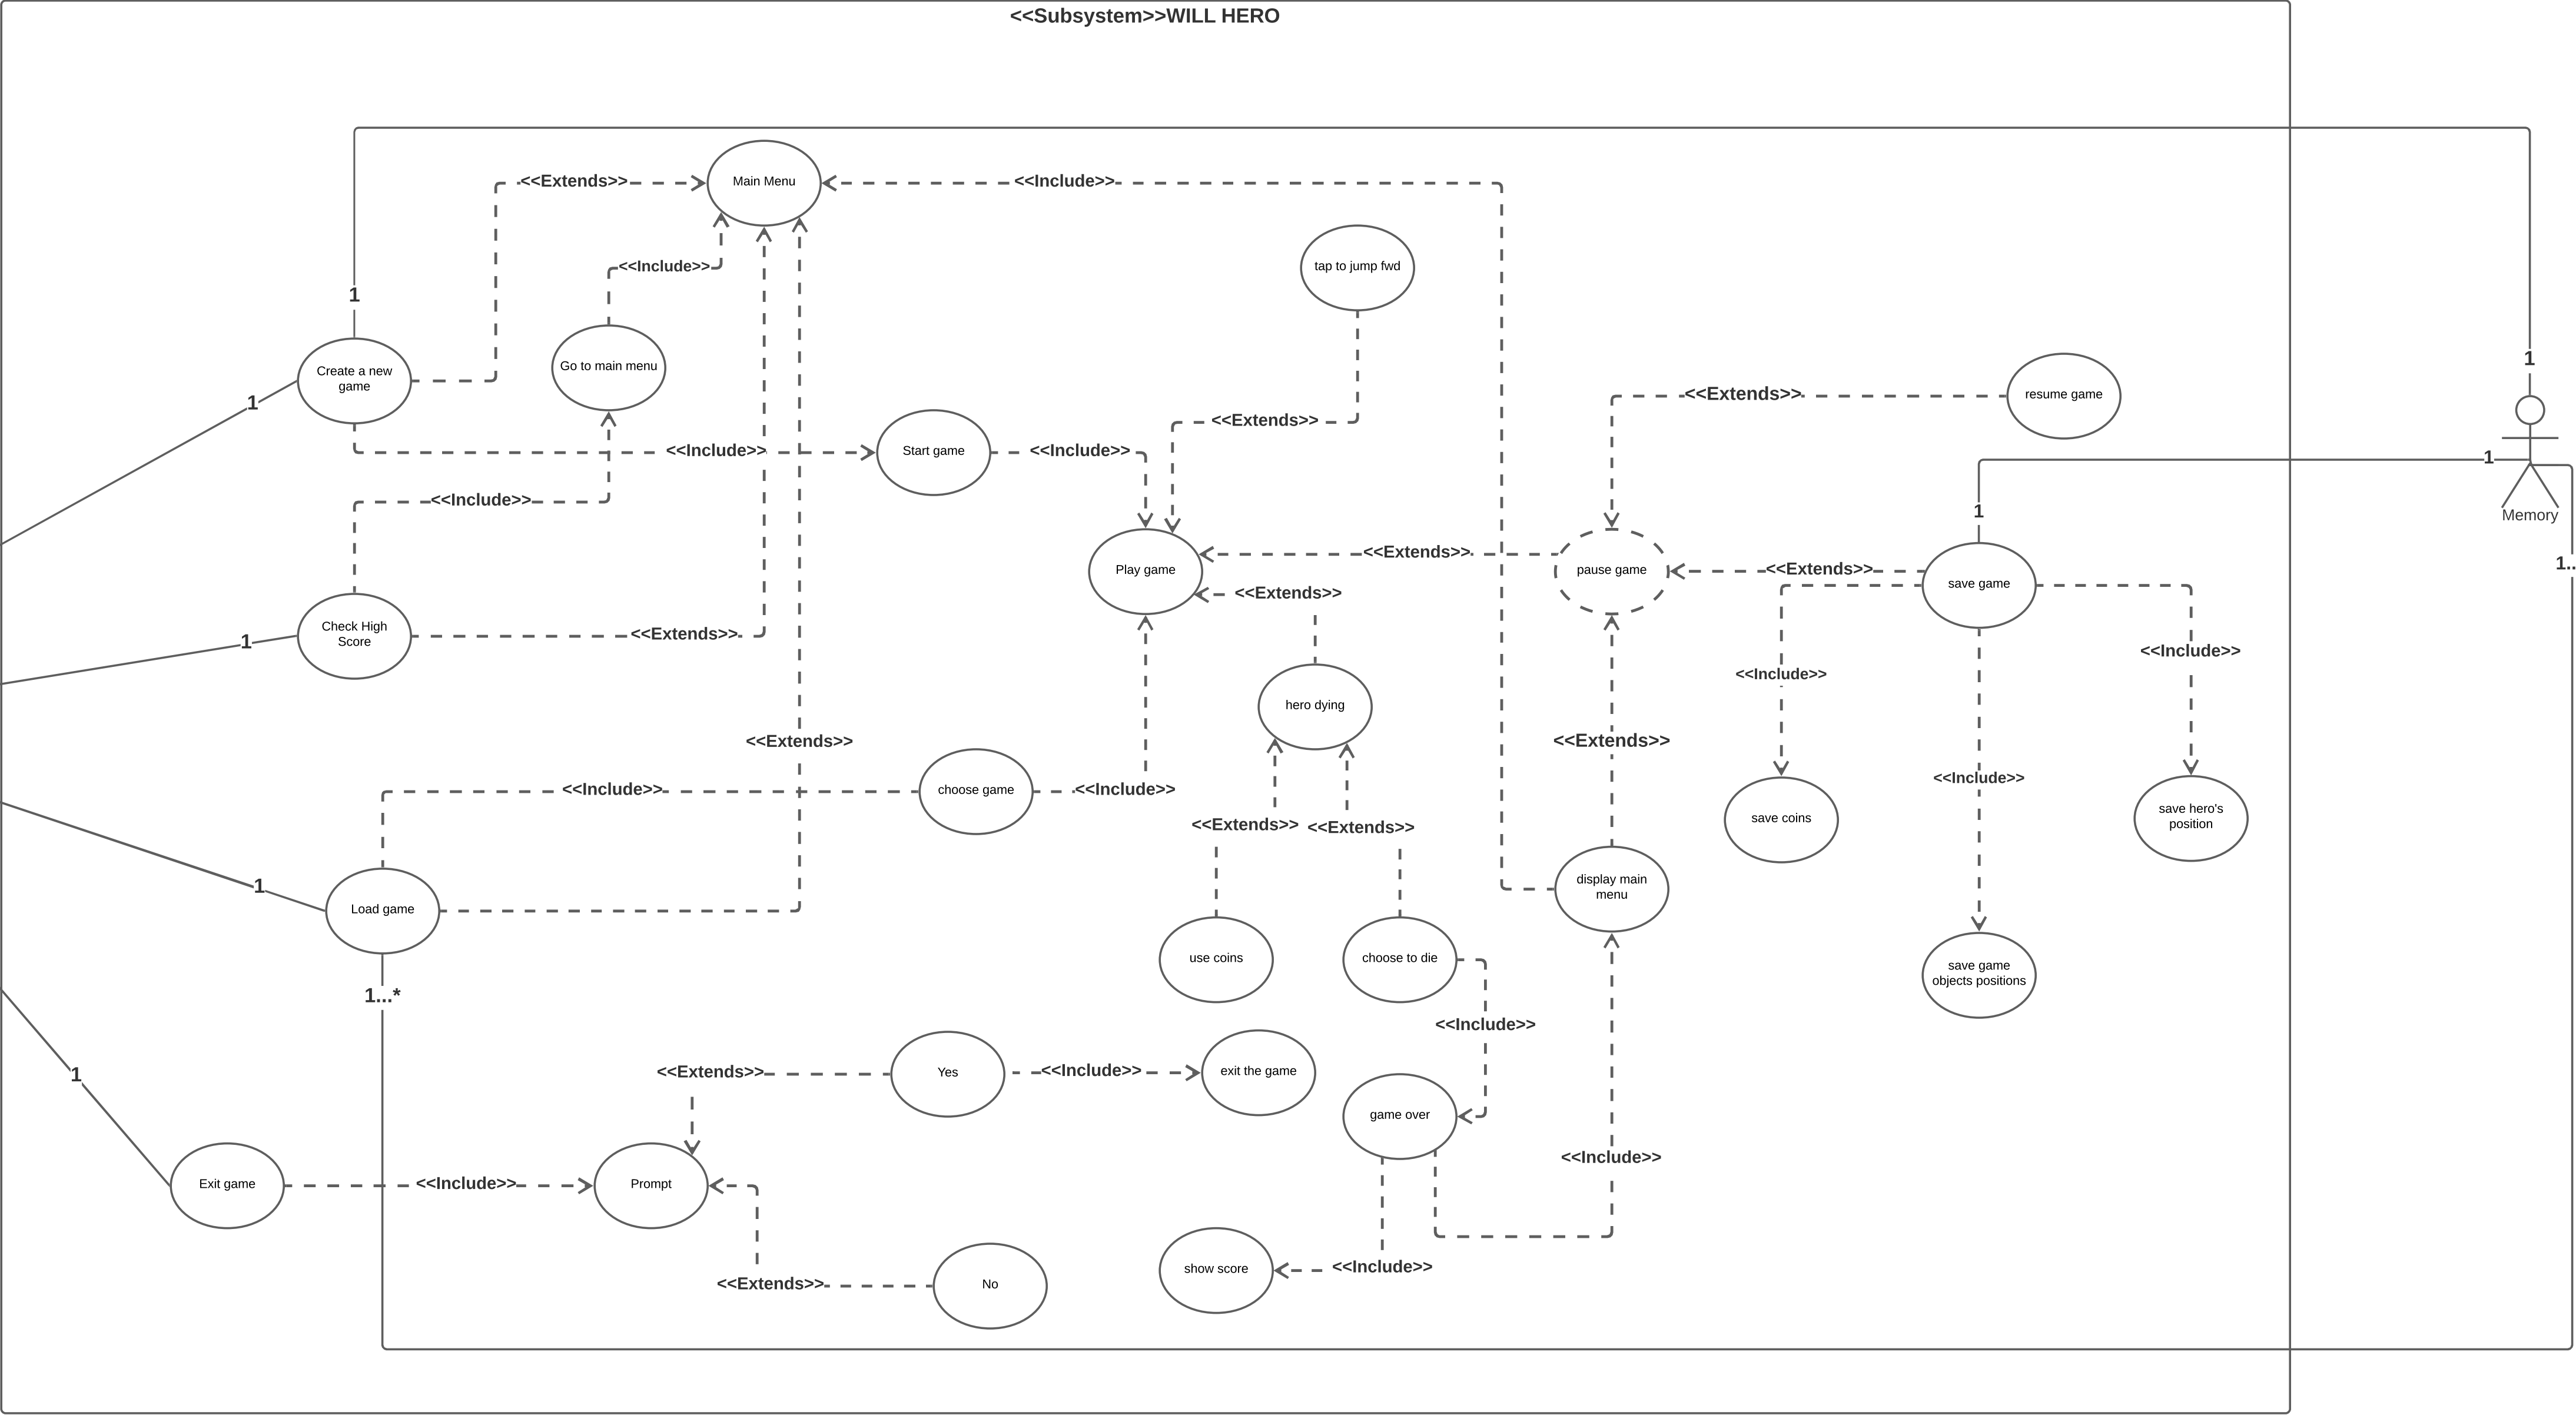 <<Subsystem>>WILL HERO
<<Extends>>
Main Menu
<<Include>>
<<Include>>
tap to jump fwd
1
1
Create a new
game
Go to main menu
1
<<Extends>>
<<Extends>>
resume game
<<Include>>
Start game
<<Include>>
1
<<Include>>
1
Memory
<<Extends>>
Play game
pause game
<<Extends>>
save game
1..
<<Extends>>
Check High
Score
1
<<Extends>>
<<Include>>
<<Include>>
hero dying
<<Extends>>
<<Extends>>
<<Include>>
<<Include>>
choose game
<<Include>>
save coins
save hero's
position
<<Extends>>
<<Extends>>
1
Load game
display main
menu
use coins
choose to die
save game
objects positions
1...*
<<Include>>
1
<<Extends>>
Yes
<<Include>>
exit the game
game over
<<Include>>
Exit game
<<Include>>
Prompt
<<Extends>>
No
show score
<<Include>>